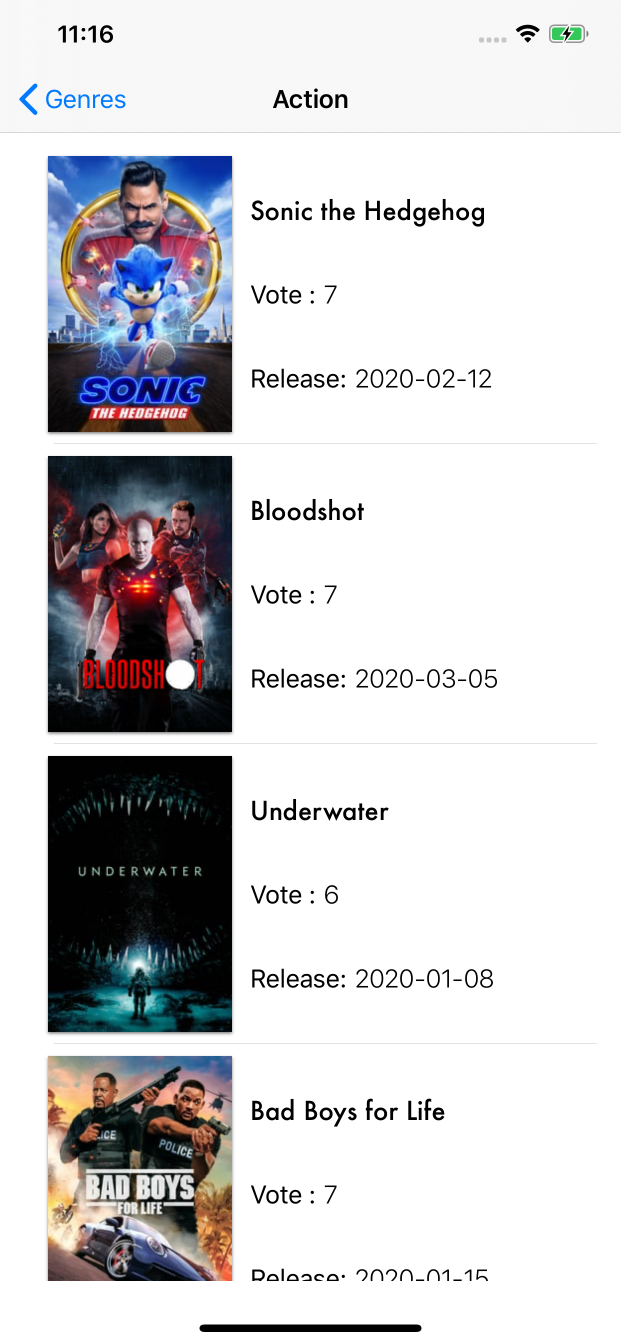 11:16
Genres
Action
SONIC
THE HEDGEHOG
Sonic the Hedgehog
Vote : 7
Release: 2020-02-12
BLOODSHOT
Bloodshot
Vote : 7
Release: 2020-03-05
UNDERWATER
Underwater
Vote : 6
Release: 2020-01-08
POLICE
BAD BOYS
FOR LIFE
Bad Boys for Life
Vote : 7
Release: 2020-01-15